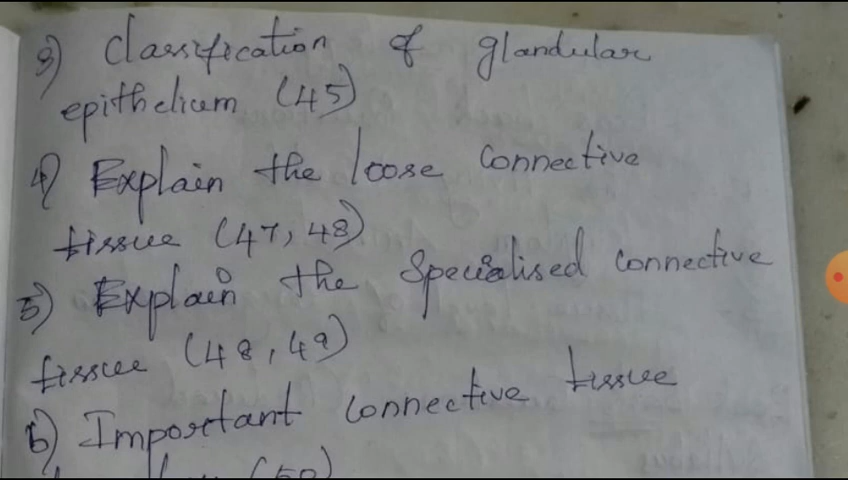 3) Classification of glandular
epithelium (45)
4) Explain the loose connective
tissue (47, 48)
5) Explain the Specialised connective
tissue (48, 49)
6) Important connective tissue
(50)